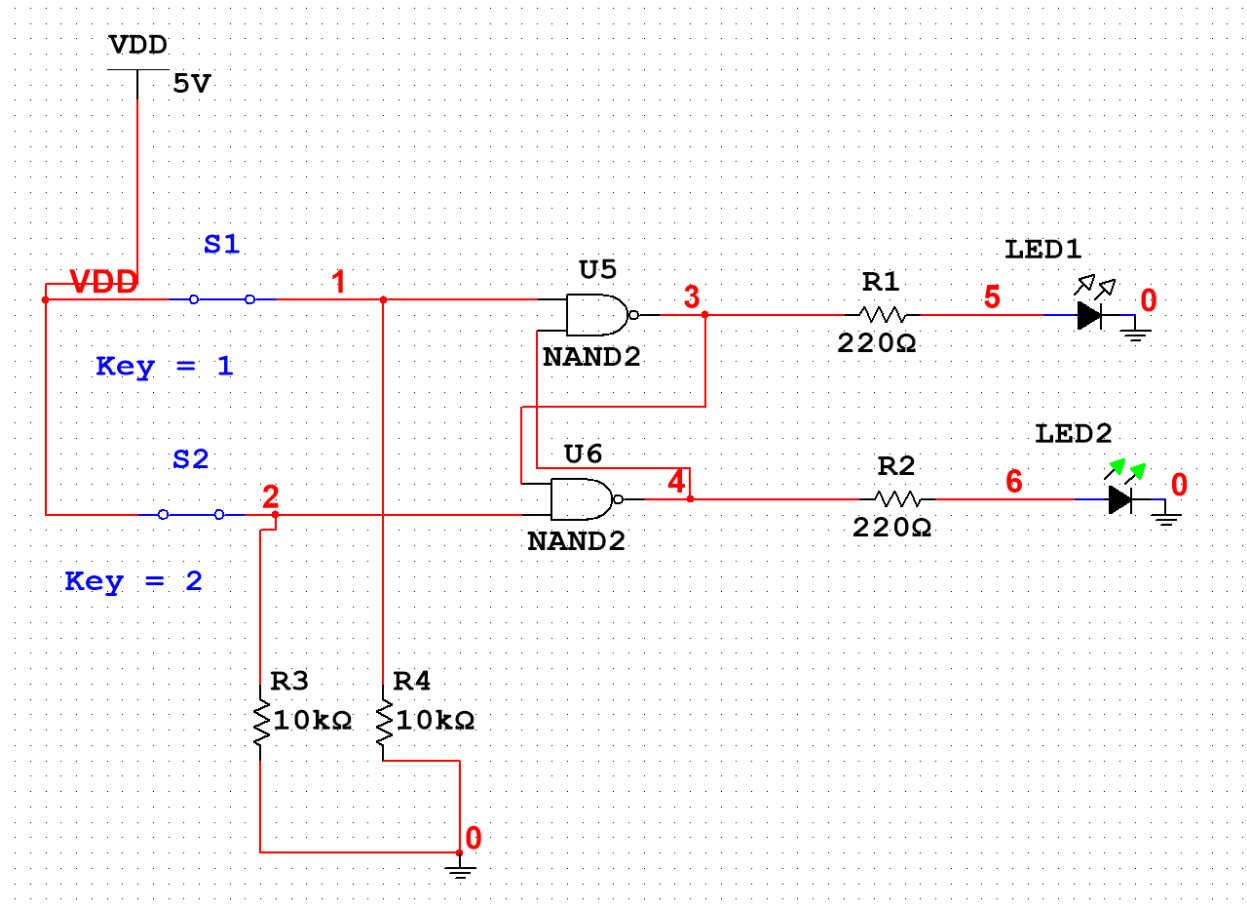 VDD
5V
S1
VDD
1
Key = 1
U5
NAND2
3
R1
220Ω
5
LED1
0
S2
2
Key = 2
U6
NAND2
4
R2
220Ω
6
LED2
0
R3
10kΩ
R4
10kΩ
0